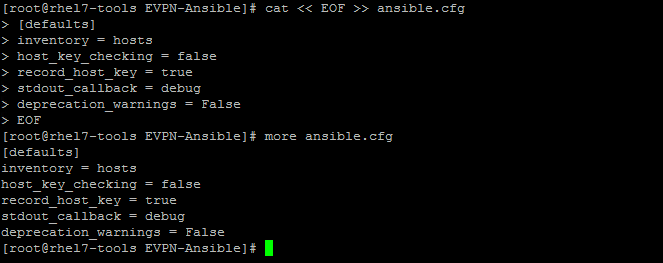 [root@rhel7-tools EVPN-Ansible]# cat << EOF >> ansible.cfg
> [defaults]
> inventory = hosts
> host_key_checking = false
> record_host_key = true
> stdout_callback = debug
> deprecation_warnings = False
> EOF
[root@rhel7-tools EVPN-Ansible]# more ansible.cfg
[defaults]
inventory = hosts
host_key_checking = false
record_host_key = true
stdout_callback = debug
deprecation_warnings = False
[root@rhel7-tools EVPN-Ansible]#